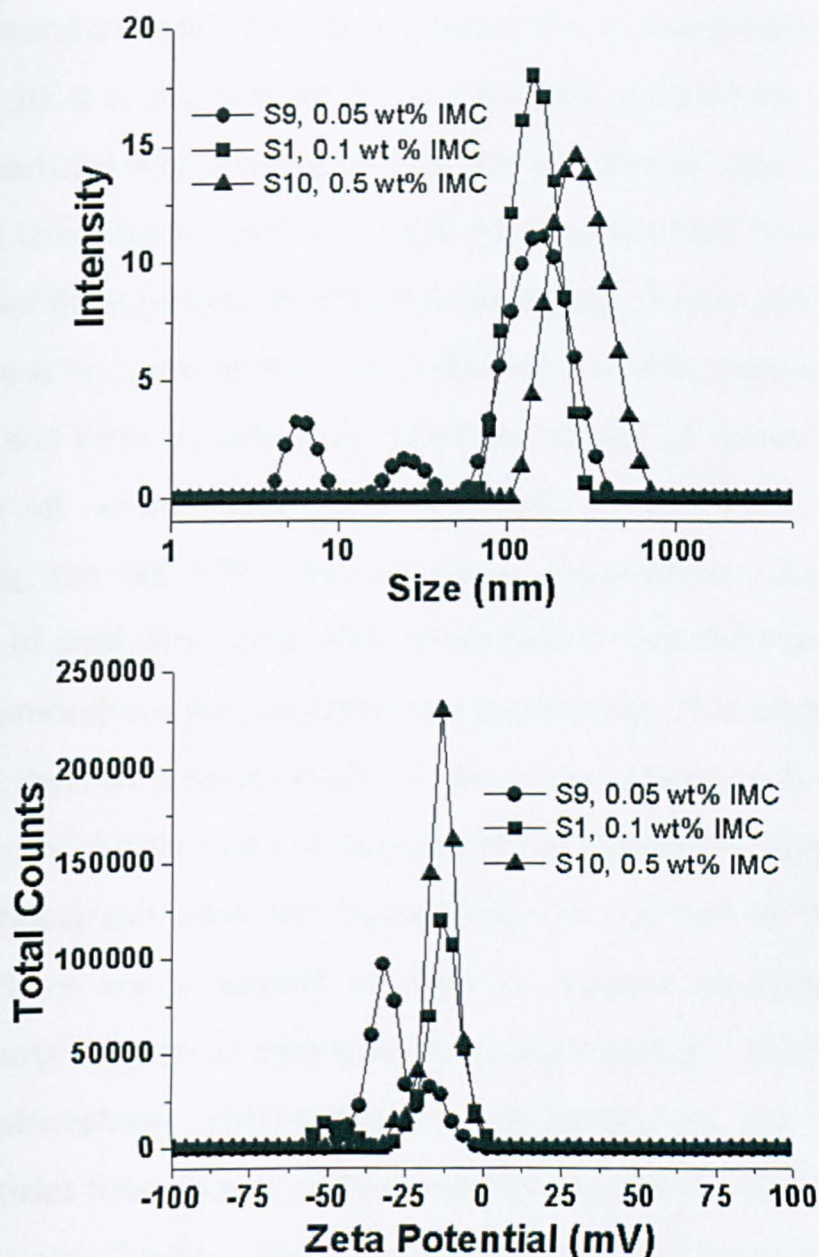 20
15
10
5
0
Intensity
S9, 0.05 wt% IMC
S1, 0.1 wt % IMC
S10, 0.5 wt% IMC
1 10 100 1000
Size (nm)
250000
200000
150000
100000
50000
0
Total Counts
S9, 0.05 wt% IMC
S1, 0.1 wt% IMC
S10, 0.5 wt% IMC
-100 -75 -50 -25 0 25 50 75 100
Zeta Potential (mV)